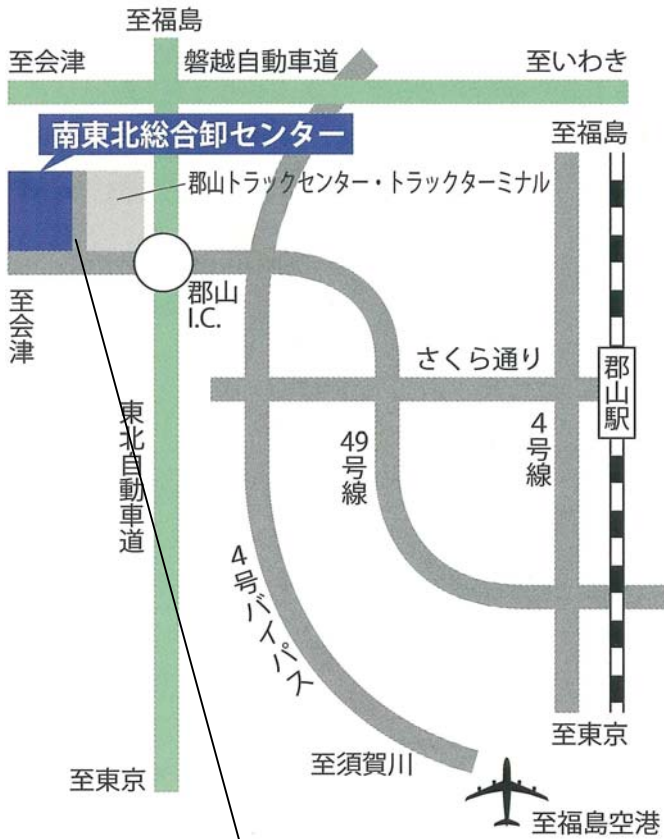 至福島
至会津
磐越自動車道
至いわき
南東北総合卸センター
至福島
郡山トラックセンター・トラックターミナル
郡山
I.C.
至会津
さくら通り
郡山駅
東北自動車道
49号線
4号線
4号バイパス
至東京
至須賀川
至東京
至福島空港